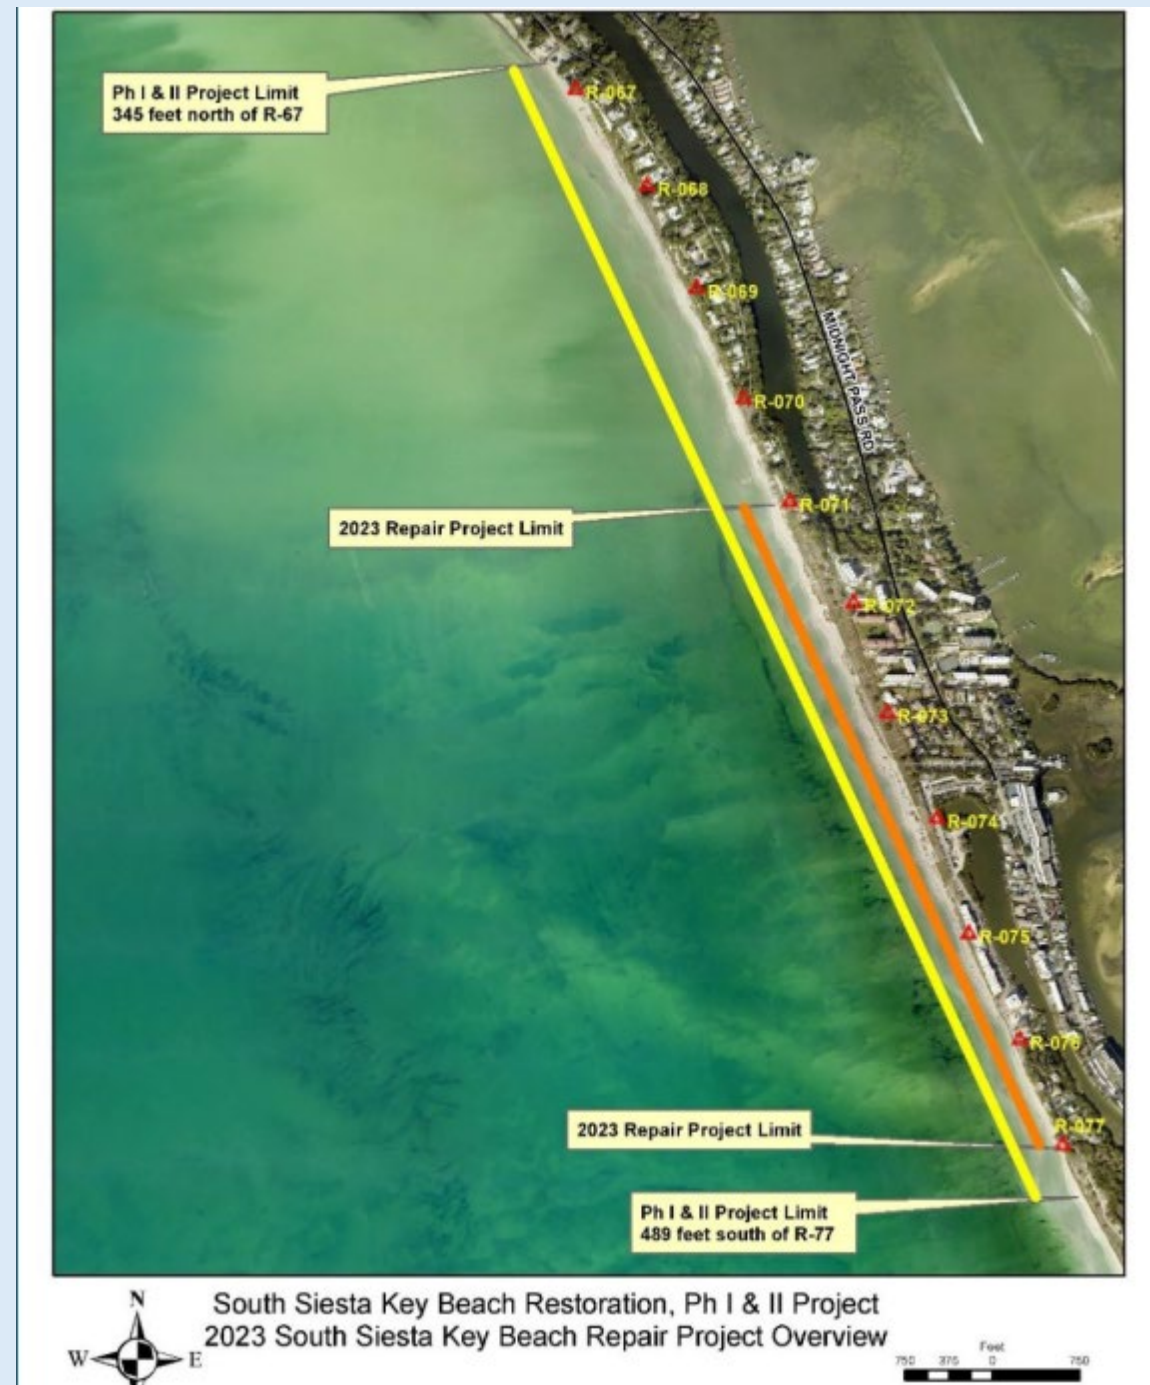 Ph I & II Project Limit
345 feet north of R-67
R-067
R-068
R-069
MIDNIGHT PASS RD
R-070
R-071
2023 Repair Project Limit
R-072
R-073
R-074
R-075
R-076
2023 Repair Project Limit
R-077
Ph I & II Project Limit
489 feet south of R-77
N
W E
South Siesta Key Beach Restoration, Ph I & II Project
2023 South Siesta Key Beach Repair Project Overview
Feet
750 375 0 750